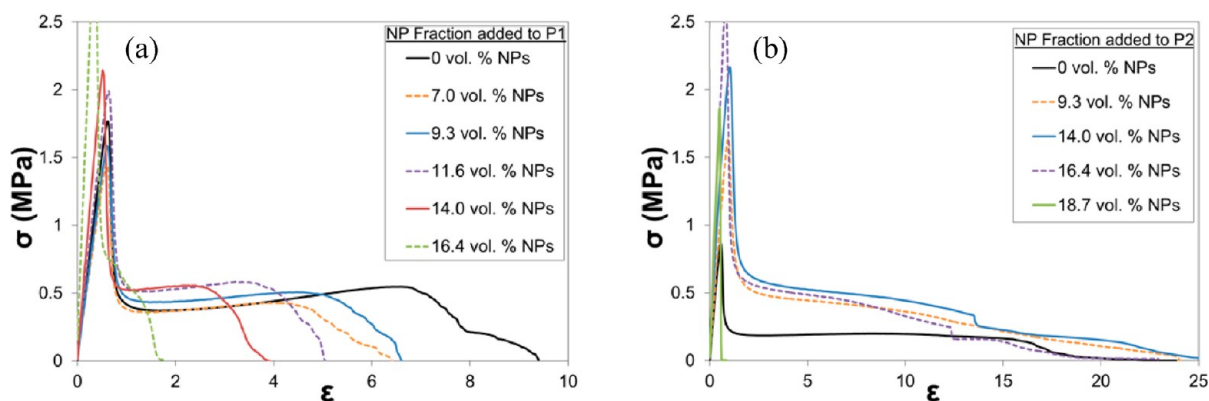 (a)
NP Fraction added to P1
0 vol. % NPs
7.0 vol. % NPs
9.3 vol. % NPs
11.6 vol. % NPs
14.0 vol. % NPs
16.4 vol. % NPs
σ (MPa)
2.5
2
1.5
1
0.5
0
0 2 4 6 8 10
ε
(b)
NP Fraction added to P2
0 vol. % NPs
9.3 vol. % NPs
14.0 vol. % NPs
16.4 vol. % NPs
18.7 vol. % NPs
σ (MPa)
2.5
2
1.5
1
0.5
0
0 5 10 15 20 25
ε